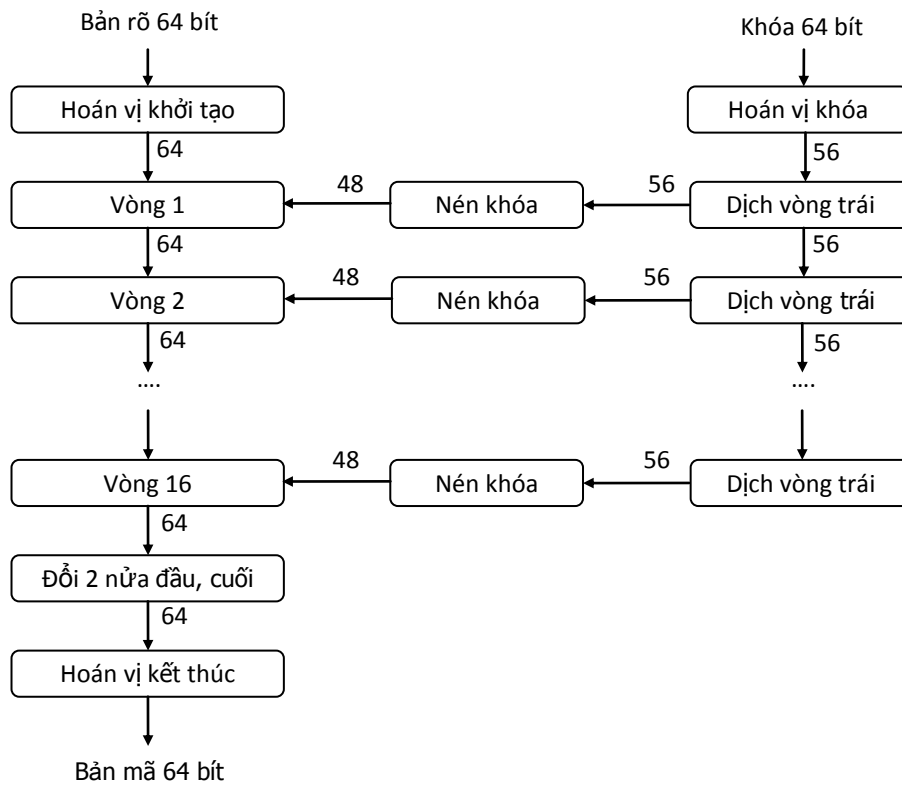 Bản rõ 64 bít
Khóa 64 bít
Hoán vị khởi tạo
Hoán vị khóa
64
56
Vòng 1
48
Nén khóa
56
Dịch vòng trái
64
56
Vòng 2
48
Nén khóa
56
Dịch vòng trái
64
56
....
....
Vòng 16
48
Nén khóa
56
Dịch vòng trái
64
Đổi 2 nửa đầu, cuối
64
Hoán vị kết thúc
Bản mã 64 bít